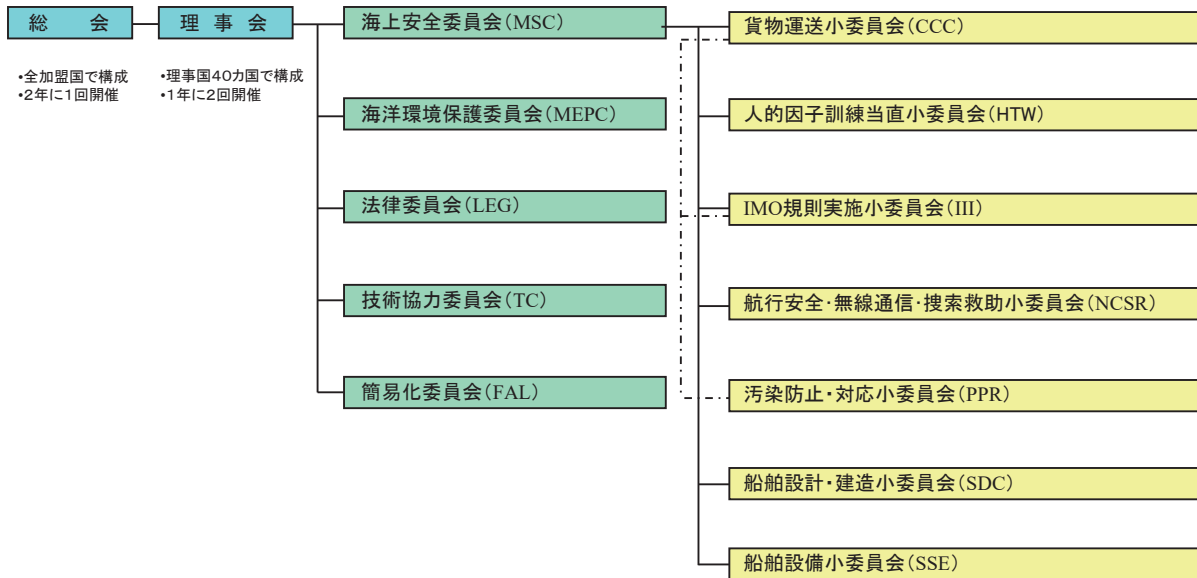 総　会
理 事 会
•全加盟国で構成
•2年に1回開催
•理事国40カ国で構成
•1年に2回開催
海上安全委員会(MSC)
海洋環境保護委員会(MEPC)
法律委員会(LEG)
技術協力委員会(TC)
簡易化委員会(FAL)
貨物運送小委員会(CCC)
人的因子訓練当直小委員会(HTW)
IMO規則実施小委員会(III)
航行安全･無線通信･捜索救助小委員会(NCSR)
汚染防止･対応小委員会(PPR)
船舶設計･建造小委員会(SDC)
船舶設備小委員会(SSE)